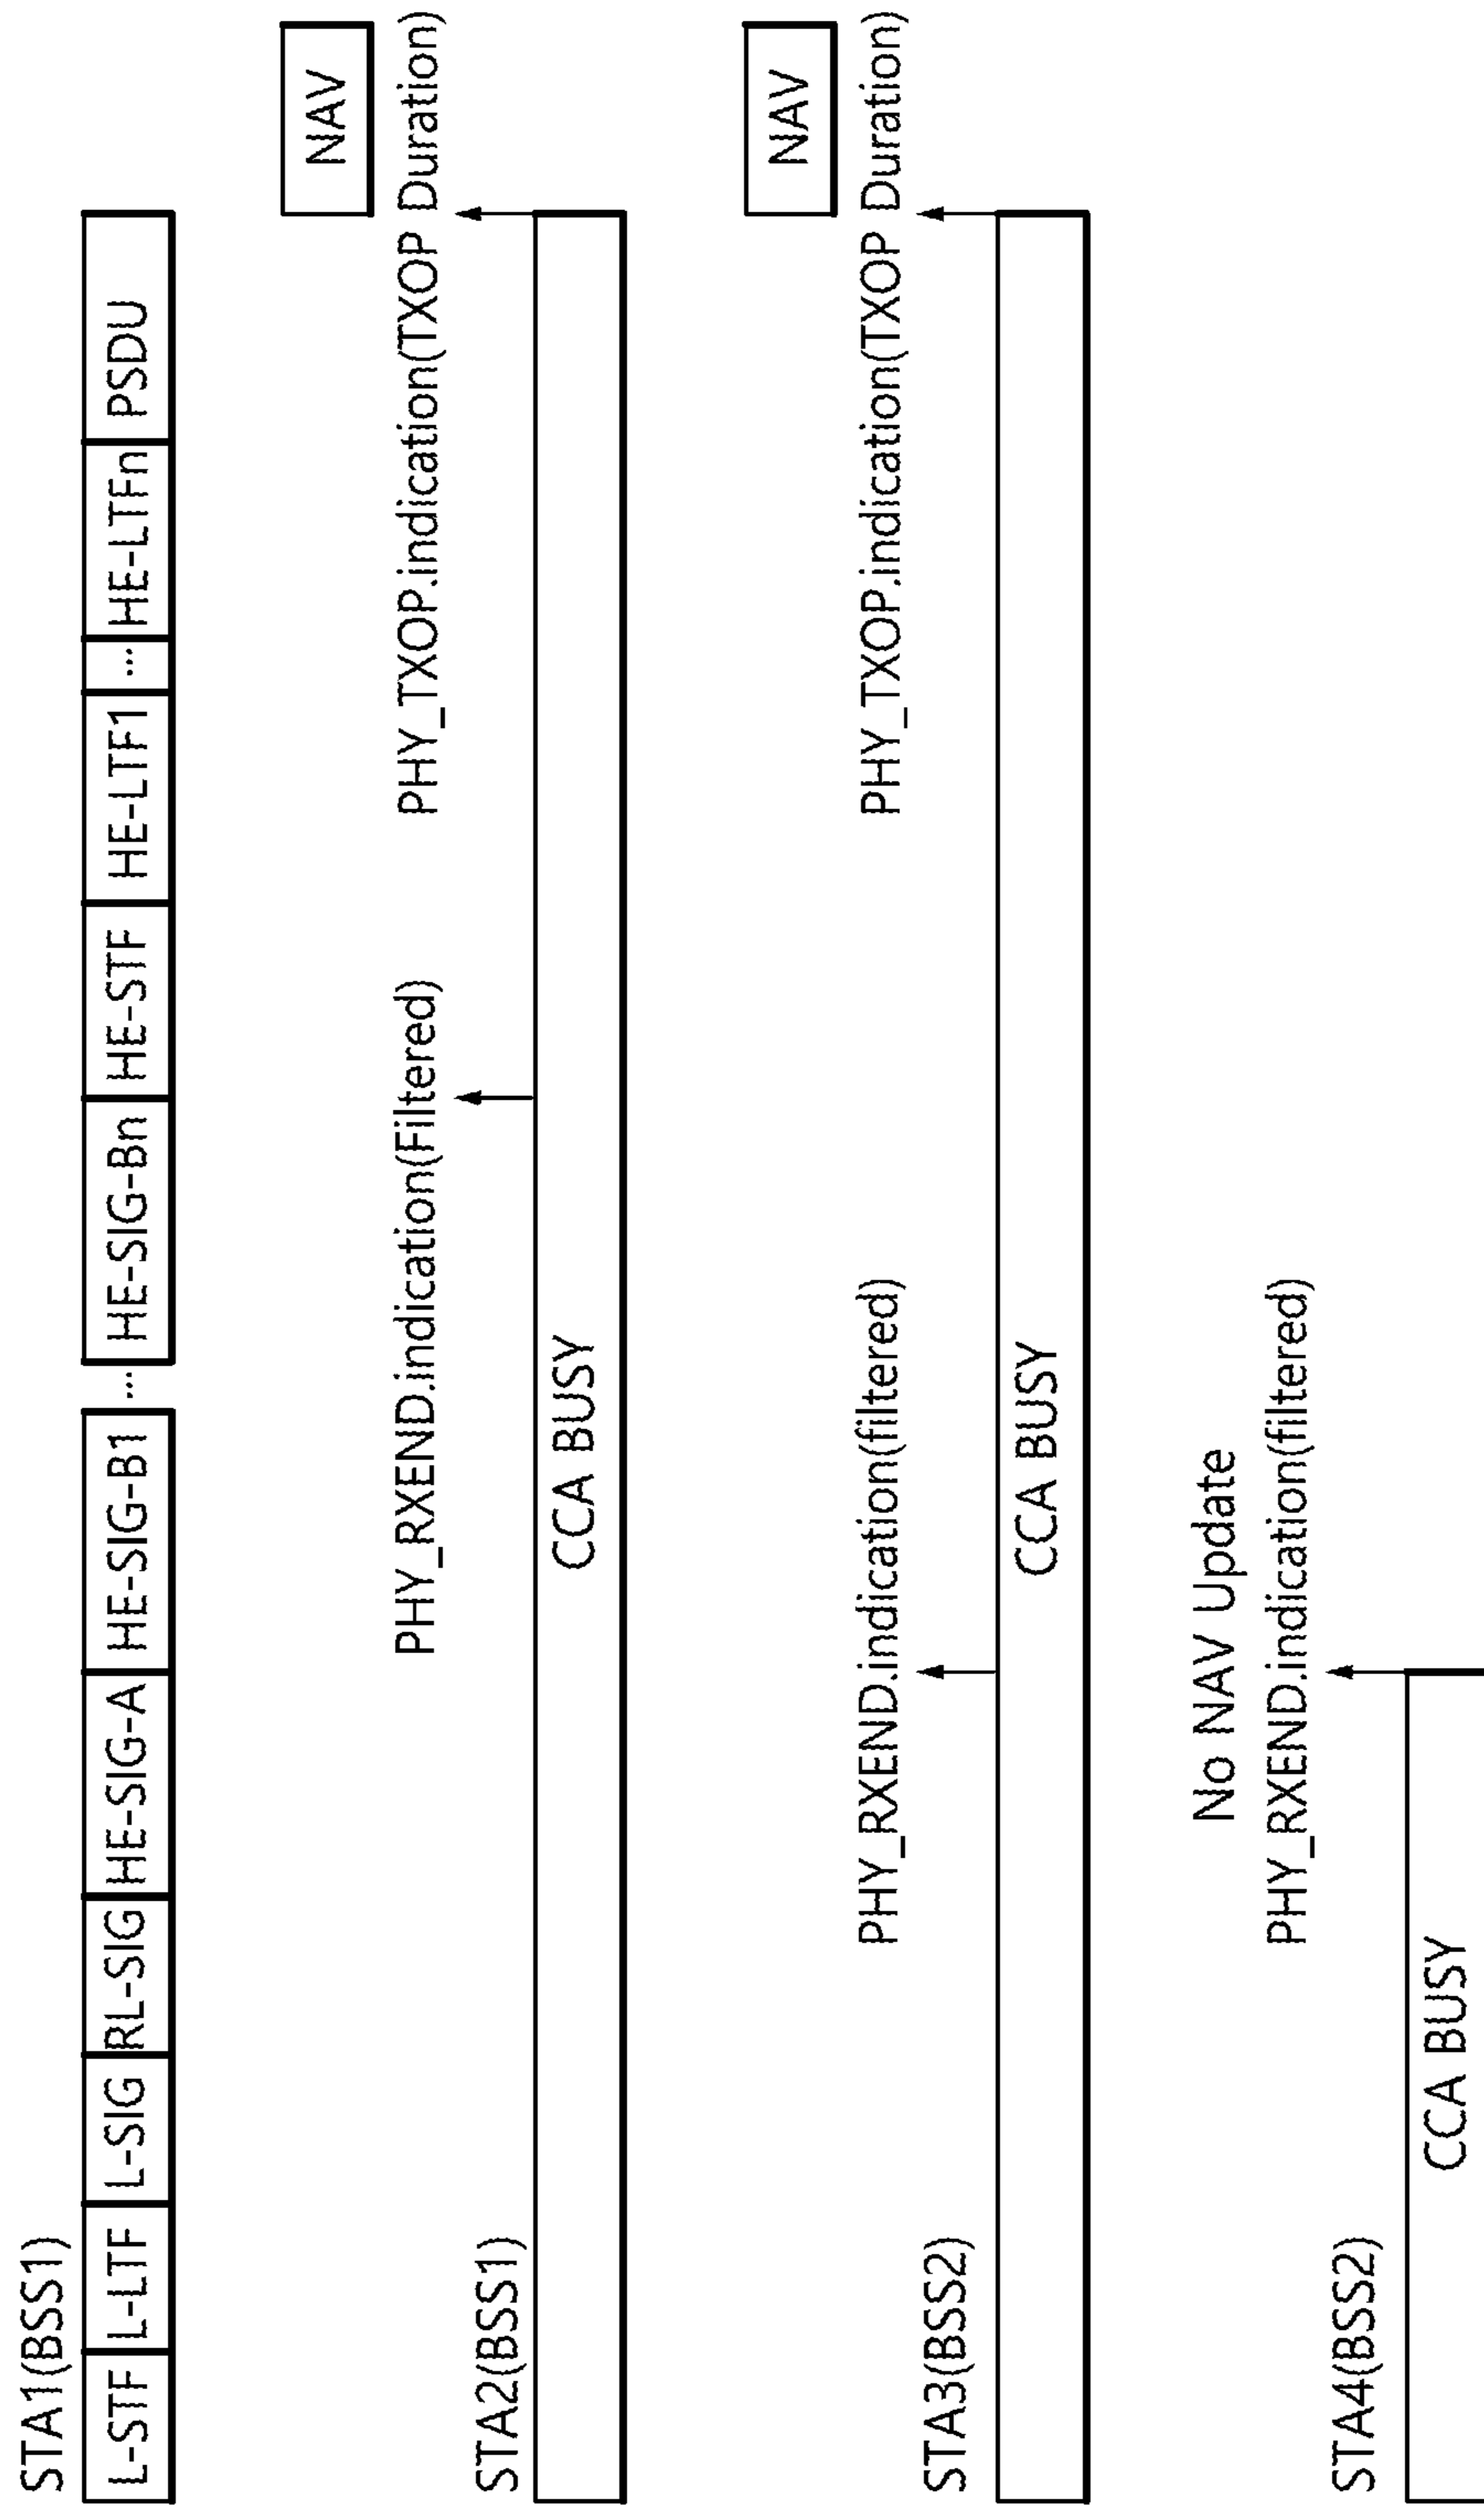 STA1(BSS1)
L-STF L-LTF L-SIG RL-SIG HE-SIG-A HE-SIG-B1 ... HE-SIG-Bn HE-STF HE-LTF1 ... HE-LTFn PSDU
NAV
PHY_RXEND.indication(Filtered) PHY_TXOP.indication(TXOP Duration)
STA2(BSS1)
CCA BUSY
NAV
PHY_RXEND.indication(filtered) PHY_TXOP.indication(TXOP Duration)
STA3(BSS2)
CCA BUSY
No NAV Update
PHY_RXEND.indication(filtered)
STA4(BSS2)
CCA BUSY